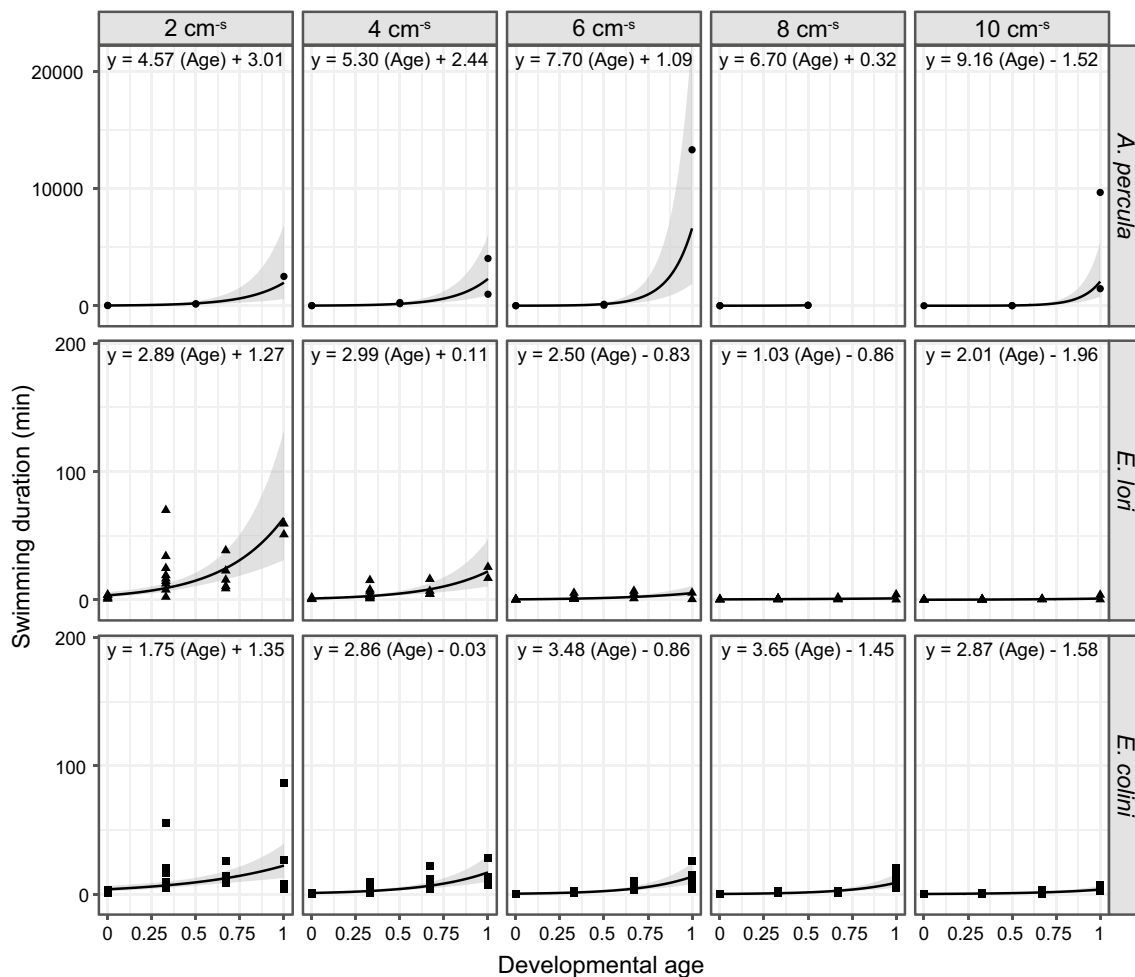 2 cm-s 4 cm-s 6 cm-s 8 cm-s 10 cm-s
y = 4.57 (Age) + 3.01 y = 5.30 (Age) + 2.44 y = 7.70 (Age) + 1.09 y = 6.70 (Age) + 0.32 y = 9.16 (Age) - 1.52
20000
10000
0
A. percula
y = 2.89 (Age) + 1.27 y = 2.99 (Age) + 0.11 y = 2.50 (Age) - 0.83 y = 1.03 (Age) - 0.86 y = 2.01 (Age) - 1.96
200
100
0
E. lori
Swimming duration (min)
y = 1.75 (Age) + 1.35 y = 2.86 (Age) - 0.03 y = 3.48 (Age) - 0.86 y = 3.65 (Age) - 1.45 y = 2.87 (Age) - 1.58
200
100
0
E. colini
0 0.25 0.5 0.75 1 0 0.25 0.5 0.75 1 0 0.25 0.5 0.75 1 0 0.25 0.5 0.75 1 0 0.25 0.5 0.75 1
Developmental age